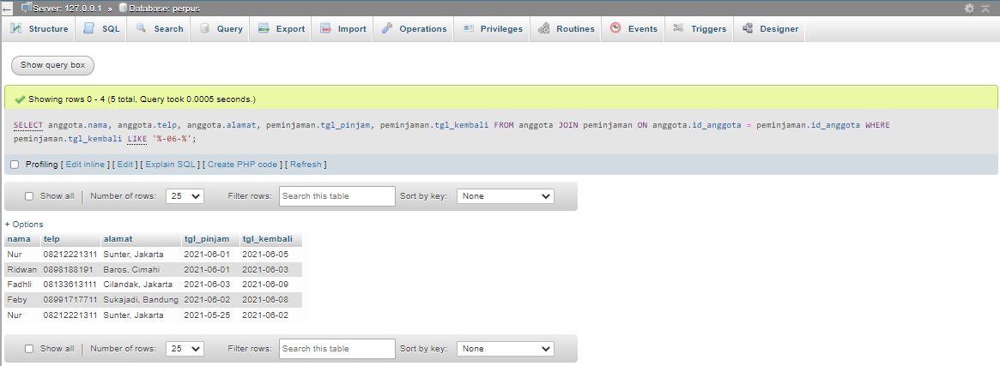 Server: 127.0.0.1 » Database: perpus
Structure SQL Search Query Export Import Operations Privileges Routines Events Triggers Designer
Show query box
Showing rows 0 - 4 (5 total, Query took 0.0005 seconds.)
SELECT anggota.nama, anggota.telp, anggota.alamat, peminjaman.tgl_pinjam, peminjaman.tgl_kembali FROM anggota JOIN peminjaman ON anggota.id_anggota = peminjaman.id_anggota WHERE
peminjaman.tgl_kembali LIKE '%-06-%';
Profiling [ Edit inline ] [ Edit ] [ Explain SQL ] [ Create PHP code ] [ Refresh ]
Show all Number of rows: 25 Filter rows: Search this table Sort by key: None
+ Options
nama telp alamat tgl_pinjam tgl_kembali
Nur 08212221311 Sunter, Jakarta 2021-06-01 2021-06-05
Ridwan 0898188191 Baros, Cimahi 2021-06-01 2021-06-03
Fadhli 08133613111 Cilandak, Jakarta 2021-06-03 2021-06-09
Feby 08991717711 Sukajadi, Bandung 2021-06-02 2021-06-08
Nur 08212221311 Sunter, Jakarta 2021-05-25 2021-06-02
Show all Number of rows: 25 Filter rows: Search this table Sort by key: None